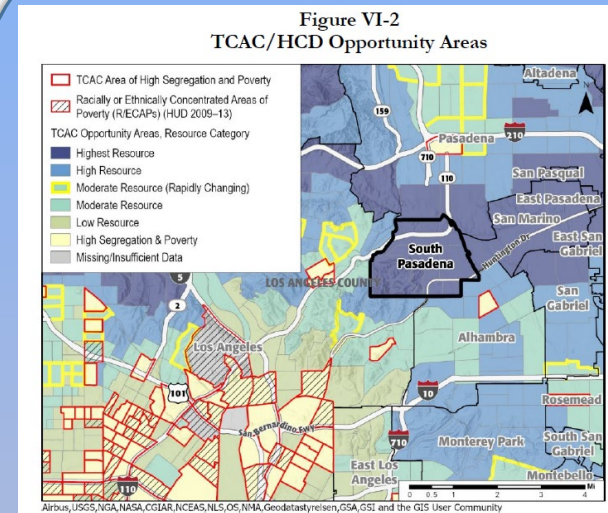 Figure VI-2
TCAC/HCD Opportunity Areas
TCAC Area of High Segregation and Poverty
Racially or Ethnically Concentrated Areas of
Poverty (R/ECAPs) (HUD 2009–13)
TCAC Opportunity Areas, Resource Category
Highest Resource
High Resource
Moderate Resource (Rapidly Changing)
Moderate Resource
Low Resource
High Segregation & Poverty
Missing/Insufficient Data
Altadena
159
Pasadena
210
710
110
San Pasqual
East Pasadena
San Marino
East San
Gabriel
South
Pasadena
Huntington Dr
5
LOS ANGELES COUNTY
2
San
Gabriel
Los Angeles
Alhambra
101
10
Rosemead
San Bernardino Fwy
710
Monterey Park
South San
Gabriel
East Los
Angeles
Montebello
110
Mi
0 0.5 1 2 3 4
Airbus,USGS,NGA,NASA,CGIAR,NCEAS,NLS,OS,NMA,Geodatastyrelsen,GSA,GSI and the GIS User Community